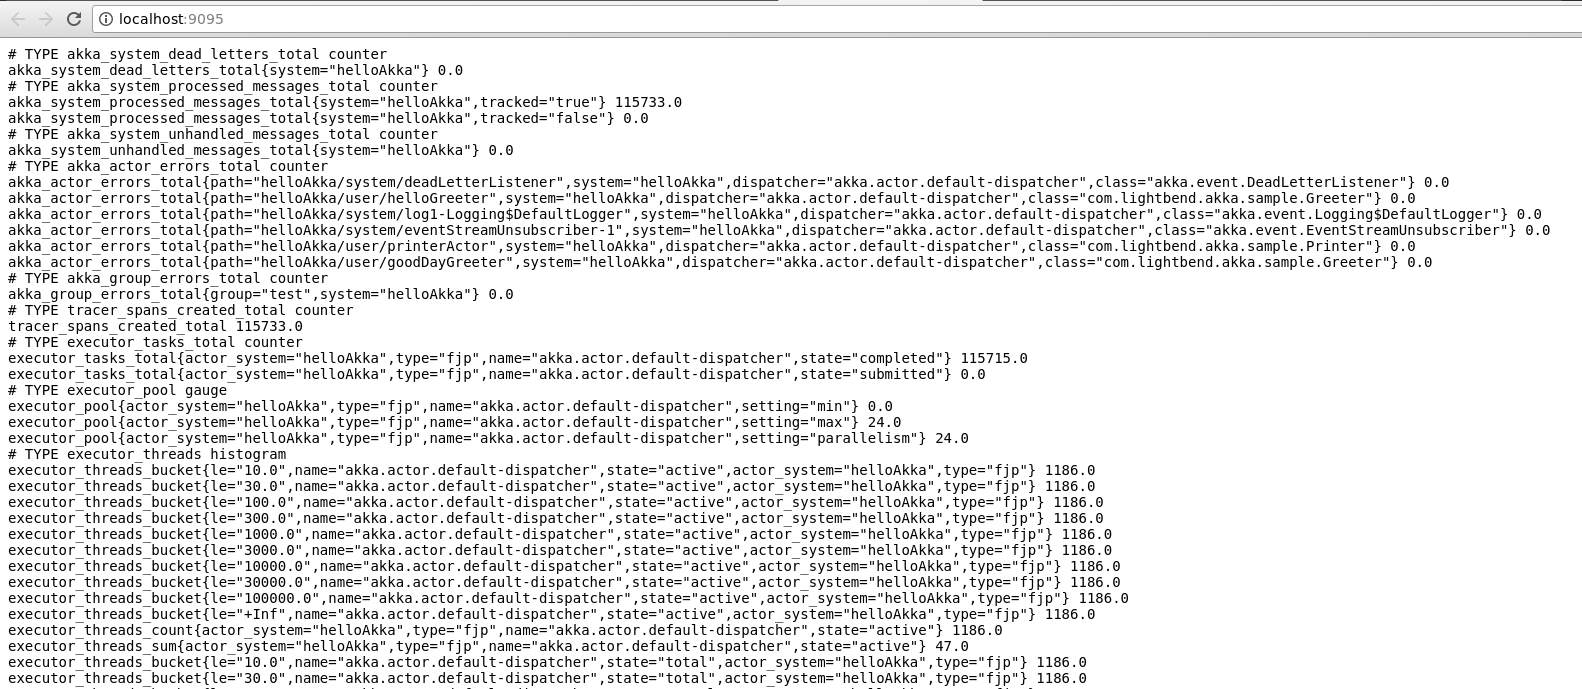 localhost:9095
# TYPE akka_system_dead_letters_total counter
akka_system_dead_letters_total{system="helloAkka"} 0.0
# TYPE akka_system_processed_messages_total counter
akka_system_processed_messages_total{system="helloAkka",tracked="true"} 115733.0
akka_system_processed_messages_total{system="helloAkka",tracked="false"} 0.0
# TYPE akka_system_unhandled_messages_total counter
akka_system_unhandled_messages_total{system="helloAkka"} 0.0
# TYPE akka_actor_errors_total counter
akka_actor_errors_total{path="helloAkka/system/deadLetterListener",system="helloAkka",dispatcher="akka.actor.default-dispatcher",class="akka.event.DeadLetterListener"} 0.0
akka_actor_errors_total{path="helloAkka/user/helloGreeter",system="helloAkka",dispatcher="akka.actor.default-dispatcher",class="com.lightbend.akka.sample.Greeter"} 0.0
akka_actor_errors_total{path="helloAkka/system/log1-Logging$DefaultLogger",system="helloAkka",dispatcher="akka.actor.default-dispatcher",class="akka.event.Logging$DefaultLogger"} 0.0
akka_actor_errors_total{path="helloAkka/system/eventStreamUnsubscriber-1",system="helloAkka",dispatcher="akka.actor.default-dispatcher",class="akka.event.EventStreamUnsubscriber"} 0.0
akka_actor_errors_total{path="helloAkka/user/printerActor",system="helloAkka",dispatcher="akka.actor.default-dispatcher",class="com.lightbend.akka.sample.Printer"} 0.0
akka_actor_errors_total{path="helloAkka/user/goodDayGreeter",system="helloAkka",dispatcher="akka.actor.default-dispatcher",class="com.lightbend.akka.sample.Greeter"} 0.0
# TYPE akka_group_errors_total counter
akka_group_errors_total{group="test",system="helloAkka"} 0.0
# TYPE tracer_spans_created_total counter
tracer_spans_created_total 115733.0
# TYPE executor_tasks_total counter
executor_tasks_total{actor_system="helloAkka",type="fjp",name="akka.actor.default-dispatcher",state="completed"} 115715.0
executor_tasks_total{actor_system="helloAkka",type="fjp",name="akka.actor.default-dispatcher",state="submitted"} 0.0
# TYPE executor_pool gauge
executor_pool{actor_system="helloAkka",type="fjp",name="akka.actor.default-dispatcher",setting="min"} 0.0
executor_pool{actor_system="helloAkka",type="fjp",name="akka.actor.default-dispatcher",setting="max"} 24.0
executor_pool{actor_system="helloAkka",type="fjp",name="akka.actor.default-dispatcher",setting="parallelism"} 24.0
# TYPE executor_threads histogram
executor_threads_bucket{le="10.0",name="akka.actor.default-dispatcher",state="active",actor_system="helloAkka",type="fjp"} 1186.0
executor_threads_bucket{le="30.0",name="akka.actor.default-dispatcher",state="active",actor_system="helloAkka",type="fjp"} 1186.0
executor_threads_bucket{le="100.0",name="akka.actor.default-dispatcher",state="active",actor_system="helloAkka",type="fjp"} 1186.0
executor_threads_bucket{le="300.0",name="akka.actor.default-dispatcher",state="active",actor_system="helloAkka",type="fjp"} 1186.0
executor_threads_bucket{le="1000.0",name="akka.actor.default-dispatcher",state="active",actor_system="helloAkka",type="fjp"} 1186.0
executor_threads_bucket{le="3000.0",name="akka.actor.default-dispatcher",state="active",actor_system="helloAkka",type="fjp"} 1186.0
executor_threads_bucket{le="10000.0",name="akka.actor.default-dispatcher",state="active",actor_system="helloAkka",type="fjp"} 1186.0
executor_threads_bucket{le="30000.0",name="akka.actor.default-dispatcher",state="active",actor_system="helloAkka",type="fjp"} 1186.0
executor_threads_bucket{le="100000.0",name="akka.actor.default-dispatcher",state="active",actor_system="helloAkka",type="fjp"} 1186.0
executor_threads_bucket{le="+Inf",name="akka.actor.default-dispatcher",state="active",actor_system="helloAkka",type="fjp"} 1186.0
executor_threads_count{actor_system="helloAkka",type="fjp",name="akka.actor.default-dispatcher",state="active"} 1186.0
executor_threads_sum{actor_system="helloAkka",type="fjp",name="akka.actor.default-dispatcher",state="active"} 47.0
executor_threads_bucket{le="10.0",name="akka.actor.default-dispatcher",state="total",actor_system="helloAkka",type="fjp"} 1186.0
executor_threads_bucket{le="30.0",name="akka.actor.default-dispatcher",state="total",actor_system="helloAkka",type="fjp"} 1186.0